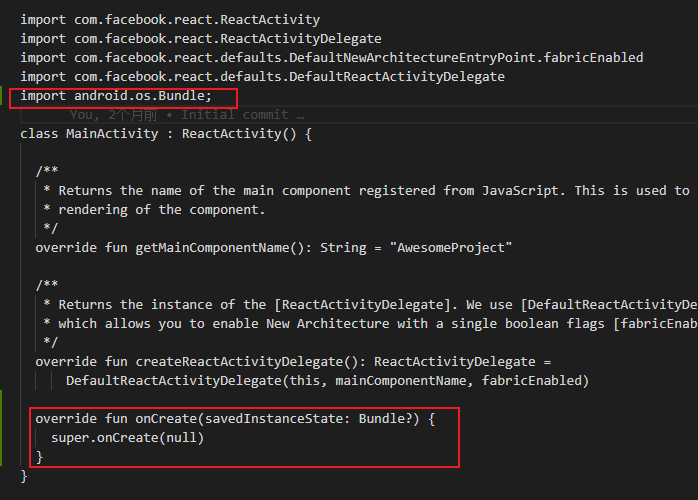 import com.facebook.react.ReactActivity
import com.facebook.react.ReactActivityDelegate
import com.facebook.react.defaults.DefaultNewArchitectureEntryPoint.fabricEnabled
import com.facebook.react.defaults.DefaultReactActivityDelegate
import android.os.Bundle;
You, 2个月前 • Initial commit …
class MainActivity : ReactActivity() {
/**
* Returns the name of the main component registered from JavaScript. This is used to
* rendering of the component.
*/
override fun getMainComponentName(): String = "AwesomeProject"
/**
* Returns the instance of the [ReactActivityDelegate]. We use [DefaultReactActivityDe
* which allows you to enable New Architecture with a single boolean flags [fabricEnab
*/
override fun createReactActivityDelegate(): ReactActivityDelegate =
DefaultReactActivityDelegate(this, mainComponentName, fabricEnabled)
override fun onCreate(savedInstanceState: Bundle?) {
super.onCreate(null)
}
}